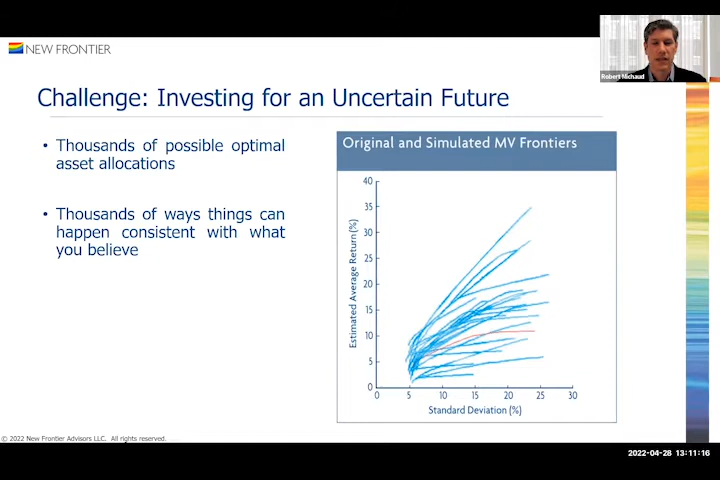 NEW FRONTIER
Robert Michaud
Challenge: Investing for an Uncertain Future
• Thousands of possible optimal
asset allocations
• Thousands of ways things can
happen consistent with what
you believe
Original and Simulated MV Frontiers
Estimated Average Return (%)
40
35
30
25
20
15
10
5
0
0 5 10 15 20 25 30
Standard Deviation (%)
© 2022 New Frontier Advisors LLC. All rights reserved.
2022-04-28 13:11:16